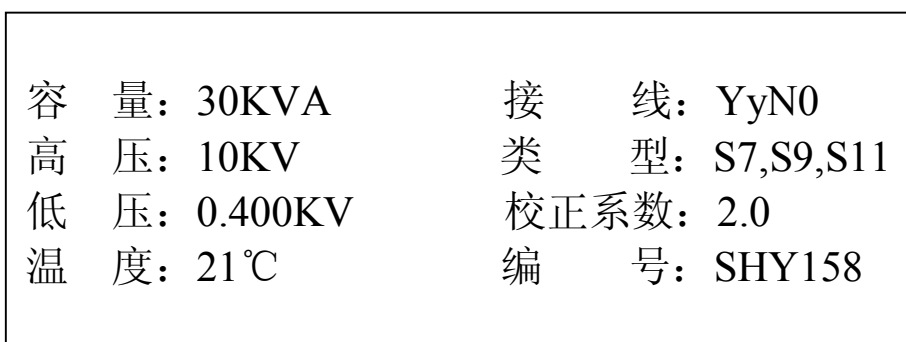 容 量：30KVA 接 线：YyN0
高 压：10KV 类 型：S7,S9,S11
低 压：0.400KV 校正系数：2.0
温 度：21℃ 编 号：SHY158